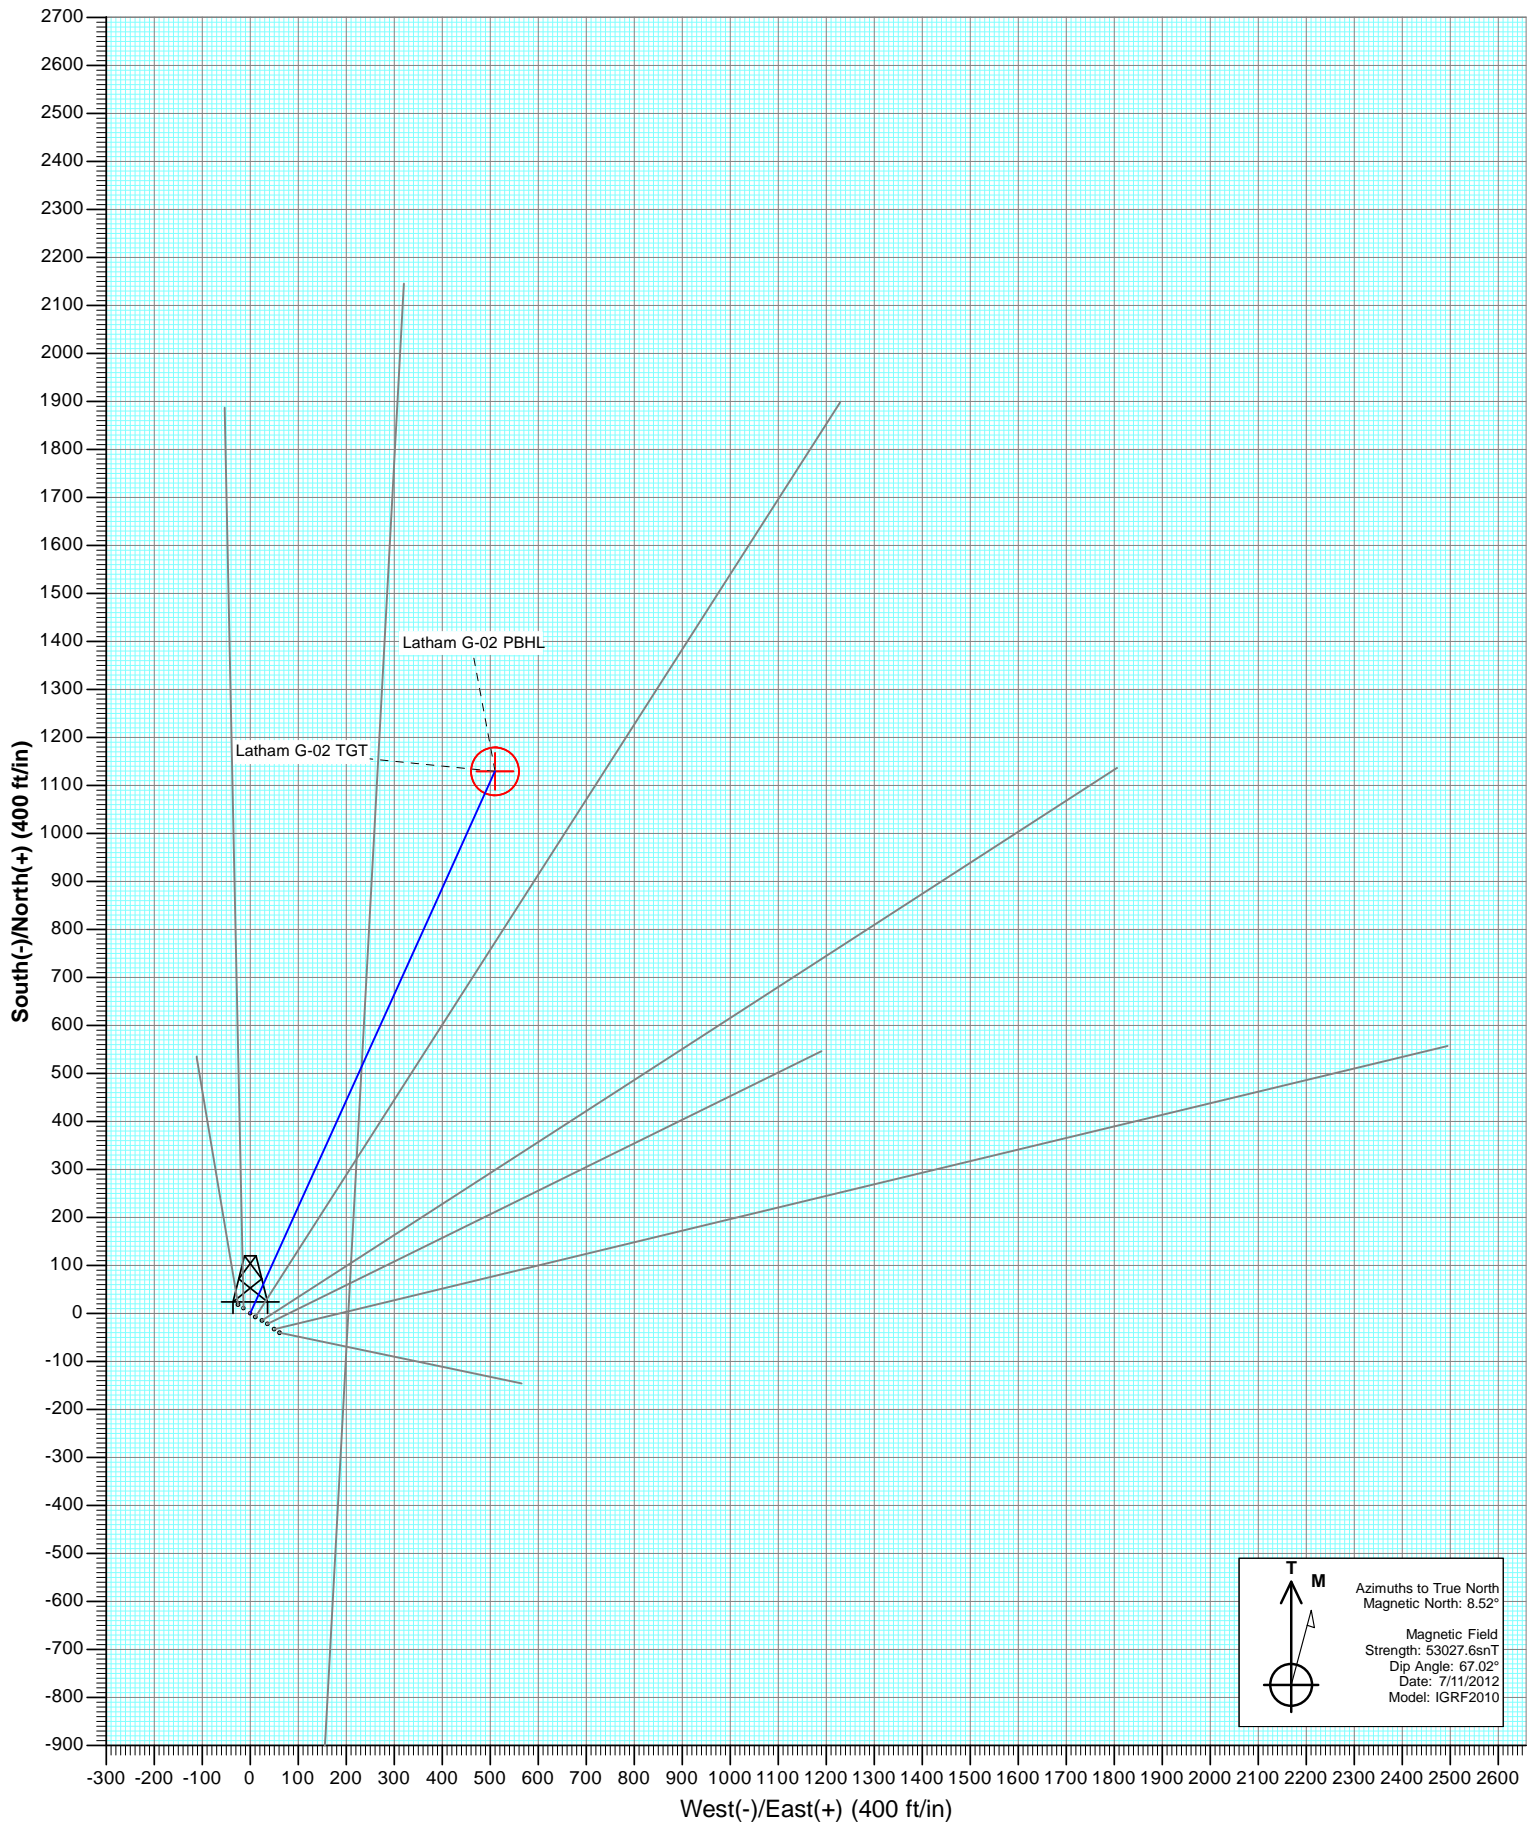 2700
2600
2500
2400
2300
2200
2100
2000
1900
1800
1700
1600
1500
1400
1300
1200
1100
1000
900
800
700
600
500
400
300
200
100
0
-100
-200
-300
-400
-500
-600
-700
-800
-900
South(-)/North(+) (400 ft/in)
Latham G-02 PBHL
Latham G-02 TGT
T
M
Azimuths to True North
Magnetic North: 8.52°
Magnetic Field
Strength: 53027.6snT
Dip Angle: 67.02°
Date: 7/11/2012
Model: IGRF2010
-300 -200 -100 0 100 200 300 400 500 600 700 800 900 1000 1100 1200 1300 1400 1500 1600 1700 1800 1900 2000 2100 2200 2300 2400 2500 2600
West(-)/East(+) (400 ft/in)